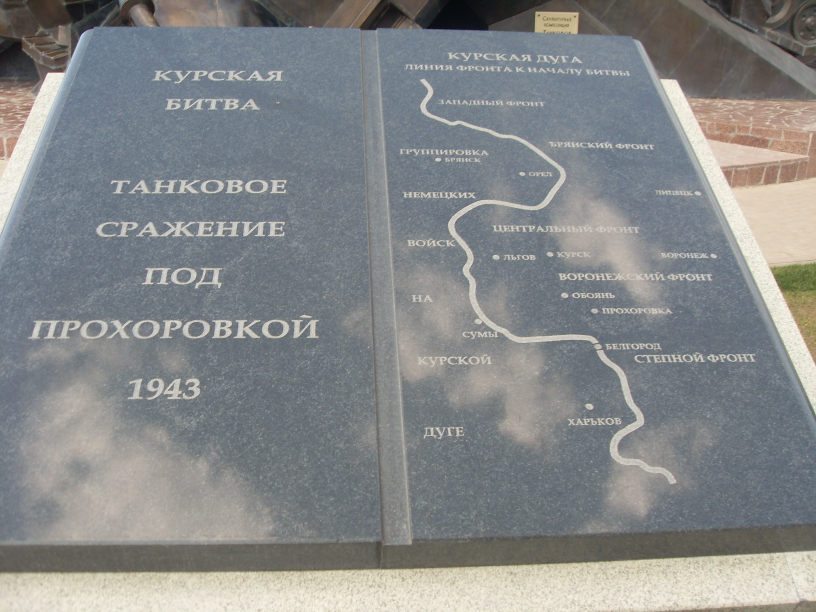 КУРСКАЯ
БИТВА
ТАНКОВОЕ
СРАЖЕНИЕ
ПОД
ПРОХОРОВКОЙ
1943
КУРСКАЯ ДУГА
ЛИНИЯ ФРОНТА К НАЧАЛУ БИТВЫ
ЗАПАДНЫЙ ФРОНТ
БРЯНСКИЙ ФРОНТ
ГРУППИРОВКА
БРЯНСК
ОРЕЛ
НЕМЕЦКИХ
ЛИПЕЦК
ЦЕНТРАЛЬНЫЙ ФРОНТ
ВОЙСК
ЛЬГОВ
КУРСК
ВОРОНЕЖ
ВОРОНЕЖСКИЙ ФРОНТ
НА
ОБОЯНЬ
ПРОХОРОВКА
СУМЫ
БЕЛГОРОД
КУРСКОЙ
СТЕПНОЙ ФРОНТ
ХАРЬКОВ
ДУГЕ